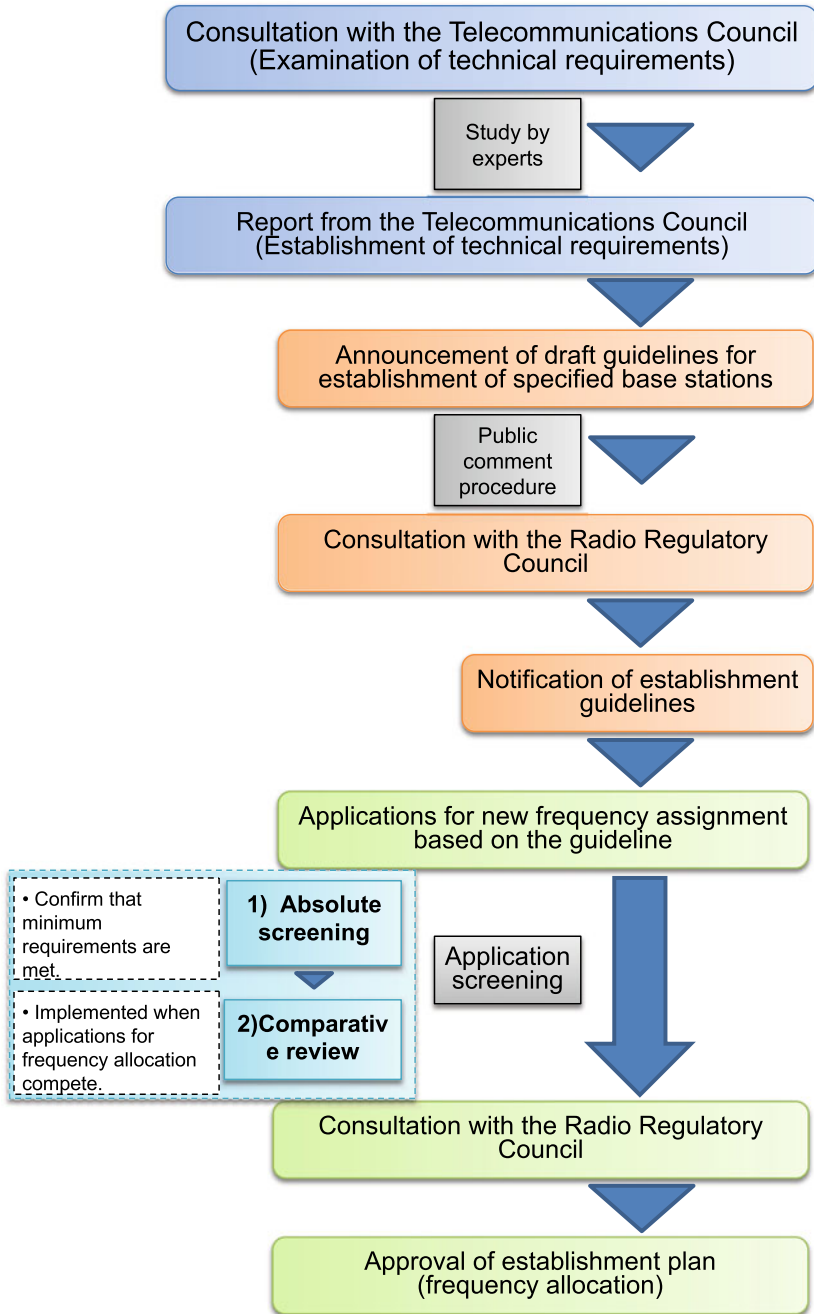 Consultation with the Telecommunications Council
(Examination of technical requirements)
Study by
experts
Report from the Telecommunications Council
(Establishment of technical requirements)
Announcement of draft guidelines for
establishment of specified base stations
Public
comment
procedure
Consultation with the Radio Regulatory
Council
Notification of establishment
guidelines
Applications for new frequency assignment
based on the guideline
• Confirm that
minimum
requirements are
met.
1) Absolute
screening
Application
screening
• Implemented when
applications for
frequency allocation
compete.
2)Comparativ
e review
Consultation with the Radio Regulatory
Council
Approval of establishment plan
(frequency allocation)